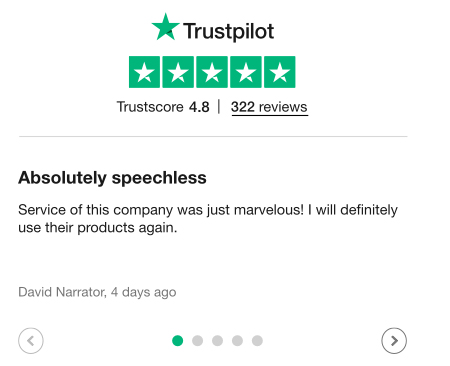 Trustpilot
Trustscore 4.8 | 322 reviews
Absolutely speechless
Service of this company was just marvelous! I will definitely
use their products again.
David Narrator, 4 days ago